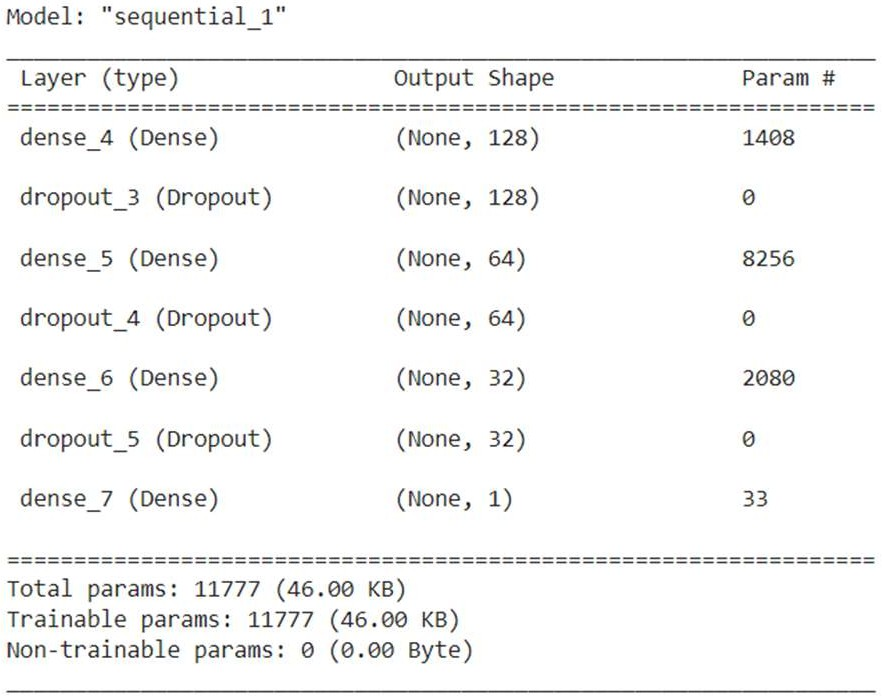 Model: "sequential_1"
Layer (type) Output Shape Param #
dense_4 (Dense) (None, 128) 1408
dropout_3 (Dropout) (None, 128) 0
dense_5 (Dense) (None, 64) 8256
dropout_4 (Dropout) (None, 64) 0
dense_6 (Dense) (None, 32) 2080
dropout_5 (Dropout) (None, 32) 0
dense_7 (Dense) (None, 1) 33
Total params: 11777 (46.00 KB)
Trainable params: 11777 (46.00 KB)
Non-trainable params: 0 (0.00 Byte)